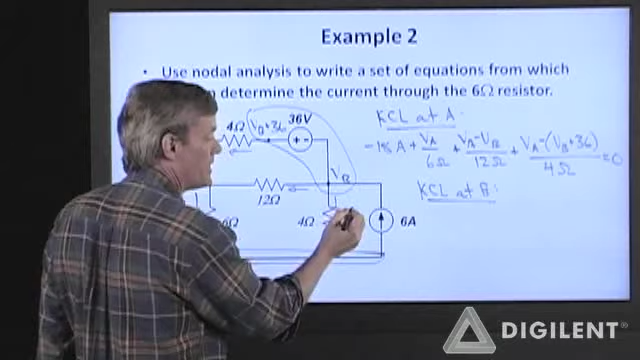 Example 2
• Use nodal analysis to write a set of equations from which
determine the current through the 6Ω resistor.
4Ω
V_B+36
36V
+ −
V_B
12Ω
6Ω
4Ω
6A
KCL at A:
A + V_A/6Ω + V_A−V_B/12Ω + V_A−(V_B+36)/4Ω = 0
KCL at B:
DIGILENT®